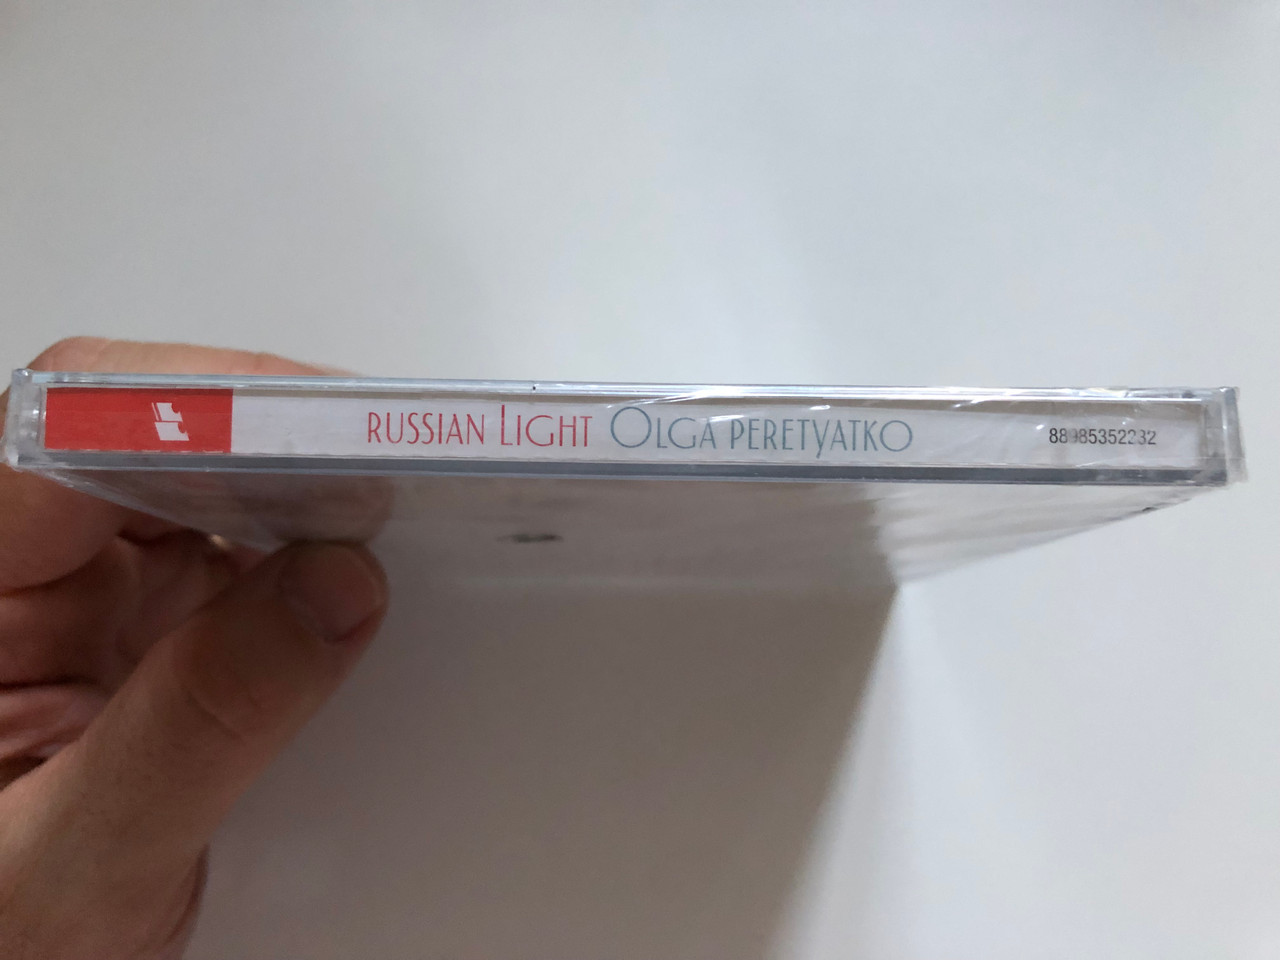 RUSSIAN LIGHT OLGA PERETYATKO 88985352232